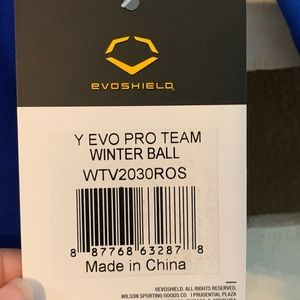 EVOSHIELD
Y EVO PRO TEAM
WINTER BALL
WTV2030ROS
8 87768 63287 8
Made in China
©EVOSHIELD. ALL RIGHTS RESERVED.
WILSON SPORTING GOODS CO 1 PRUDENTIAL PLAZA